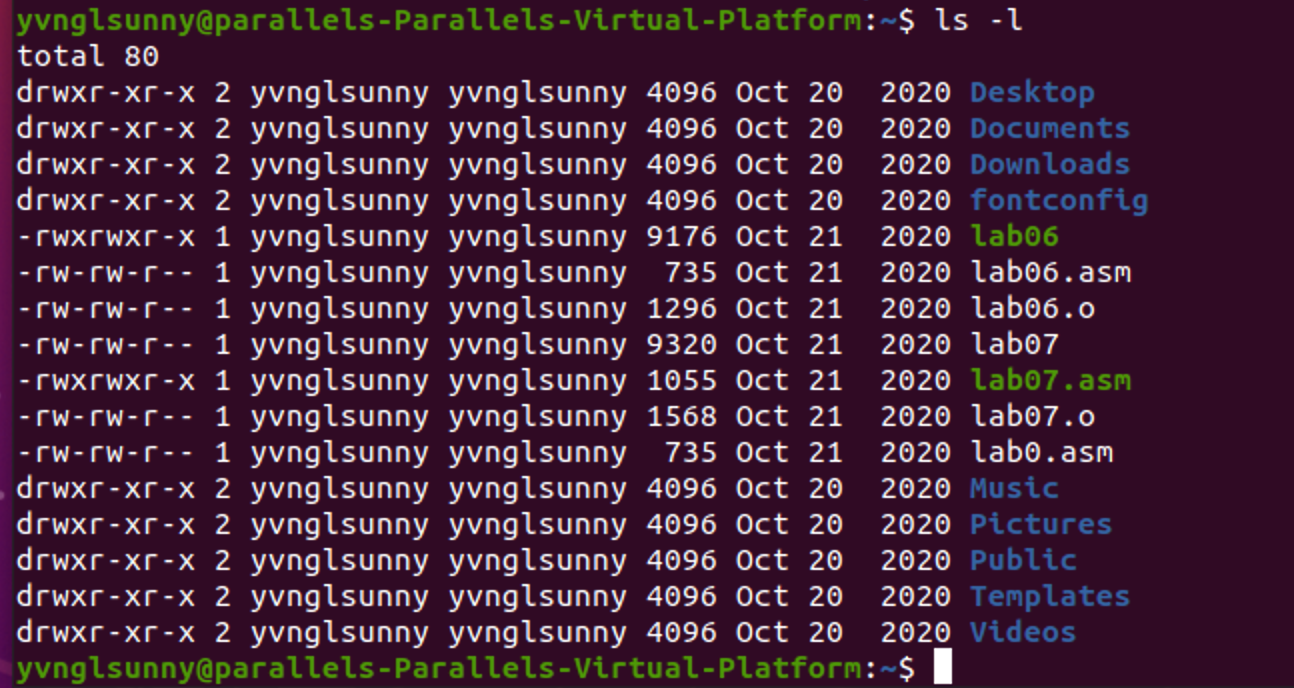 yvnglsunny@parallels-Parallels-Virtual-Platform:~$ ls -l
total 80
drwxr-xr-x 2 yvnglsunny yvnglsunny 4096 Oct 20  2020 Desktop
drwxr-xr-x 2 yvnglsunny yvnglsunny 4096 Oct 20  2020 Documents
drwxr-xr-x 2 yvnglsunny yvnglsunny 4096 Oct 20  2020 Downloads
drwxr-xr-x 2 yvnglsunny yvnglsunny 4096 Oct 20  2020 fontconfig
-rwxrwxr-x 1 yvnglsunny yvnglsunny 9176 Oct 21  2020 lab06
-rw-rw-r-- 1 yvnglsunny yvnglsunny  735 Oct 21  2020 lab06.asm
-rw-rw-r-- 1 yvnglsunny yvnglsunny 1296 Oct 21  2020 lab06.o
-rw-rw-r-- 1 yvnglsunny yvnglsunny 9320 Oct 21  2020 lab07
-rwxrwxr-x 1 yvnglsunny yvnglsunny 1055 Oct 21  2020 lab07.asm
-rw-rw-r-- 1 yvnglsunny yvnglsunny 1568 Oct 21  2020 lab07.o
-rw-rw-r-- 1 yvnglsunny yvnglsunny  735 Oct 21  2020 lab0.asm
drwxr-xr-x 2 yvnglsunny yvnglsunny 4096 Oct 20  2020 Music
drwxr-xr-x 2 yvnglsunny yvnglsunny 4096 Oct 20  2020 Pictures
drwxr-xr-x 2 yvnglsunny yvnglsunny 4096 Oct 20  2020 Public
drwxr-xr-x 2 yvnglsunny yvnglsunny 4096 Oct 20  2020 Templates
drwxr-xr-x 2 yvnglsunny yvnglsunny 4096 Oct 20  2020 Videos
yvnglsunny@parallels-Parallels-Virtual-Platform:~$